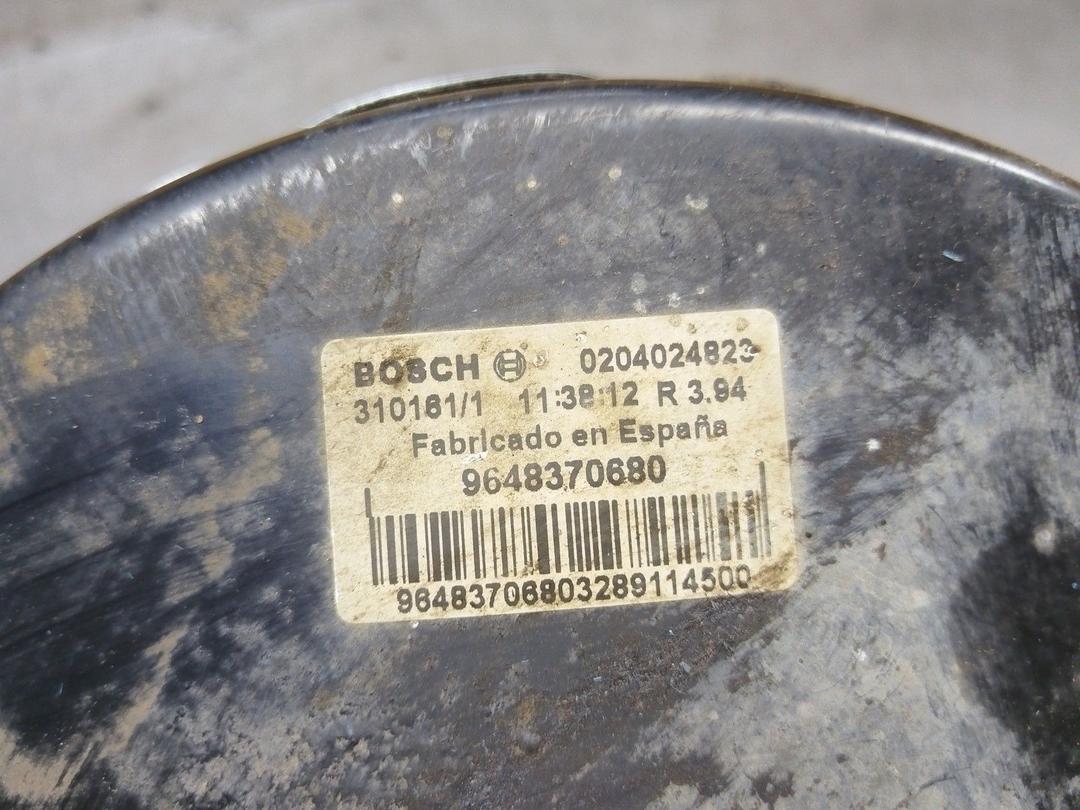 BOSCH 0204024823
310161/1 11:38:12 R 3.94
Fabricado en España
9648370680
96483706803289114500